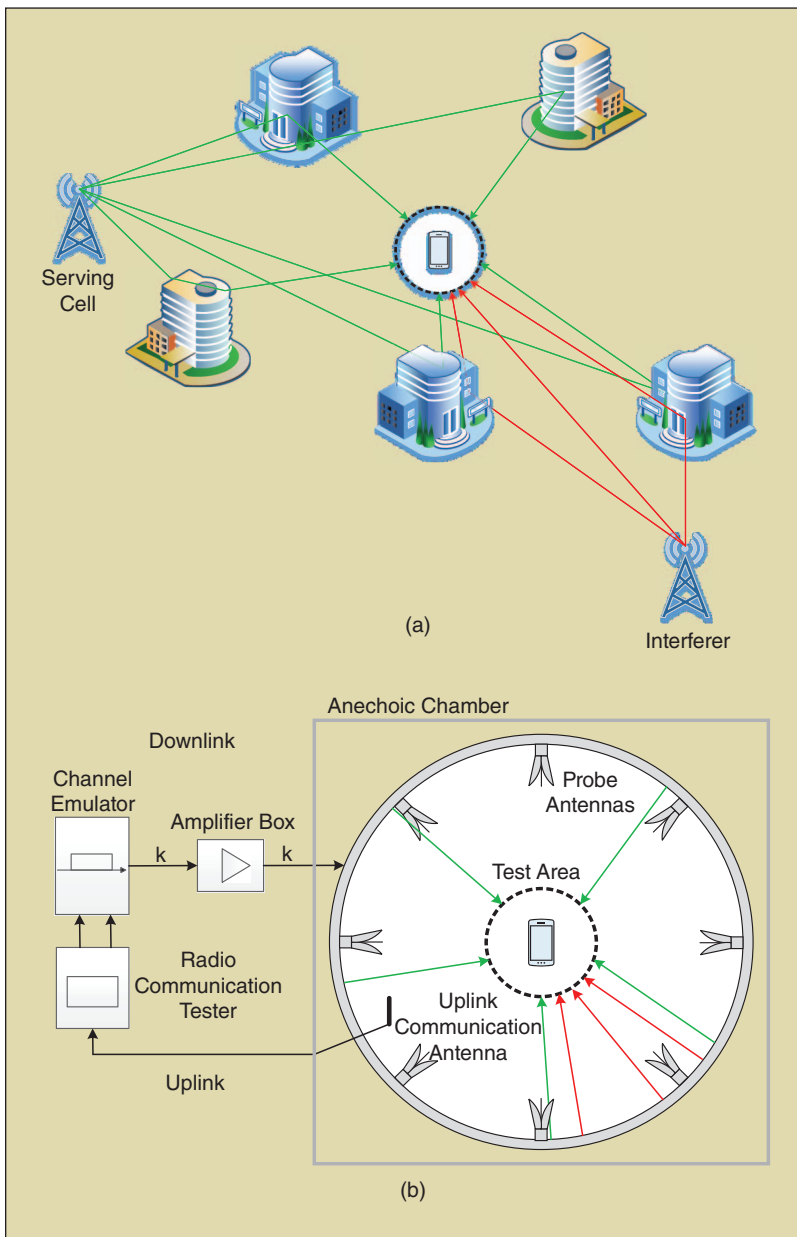 Serving
Cell
(a)
Interferer
Anechoic Chamber
Downlink
Channel
Emulator
Probe
Antennas
Amplifier Box
k
k
Test Area
Radio
Communication
Tester
Uplink
Communication
Antenna
Uplink
(b)